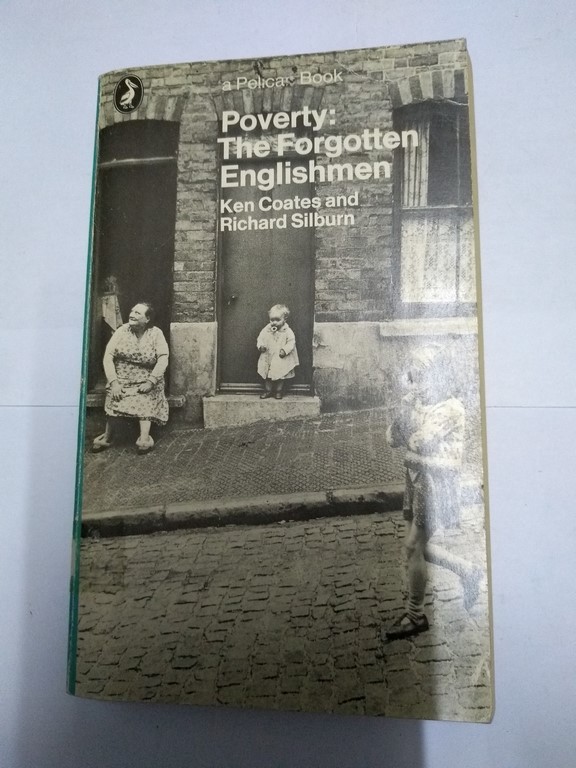 a Pelican Book
Poverty:
The Forgotten
Englishmen
Ken Coates and
Richard Silburn